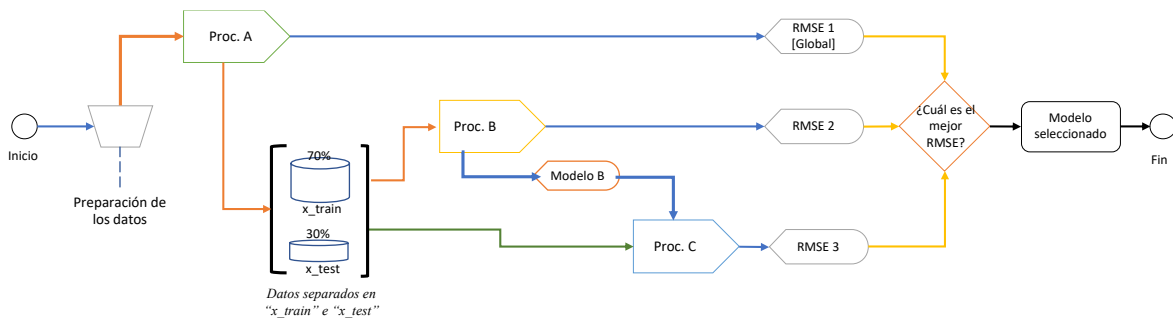 Proc. A
RMSE 1
[Global]
Inicio
Preparación de
los datos
70%
x_train
30%
x_test
Datos separados en
“x_train” e “x_test”
Proc. B
Modelo B
Proc. C
RMSE 2
RMSE 3
¿Cuál es el
mejor
RMSE?
Modelo
seleccionado
Fin